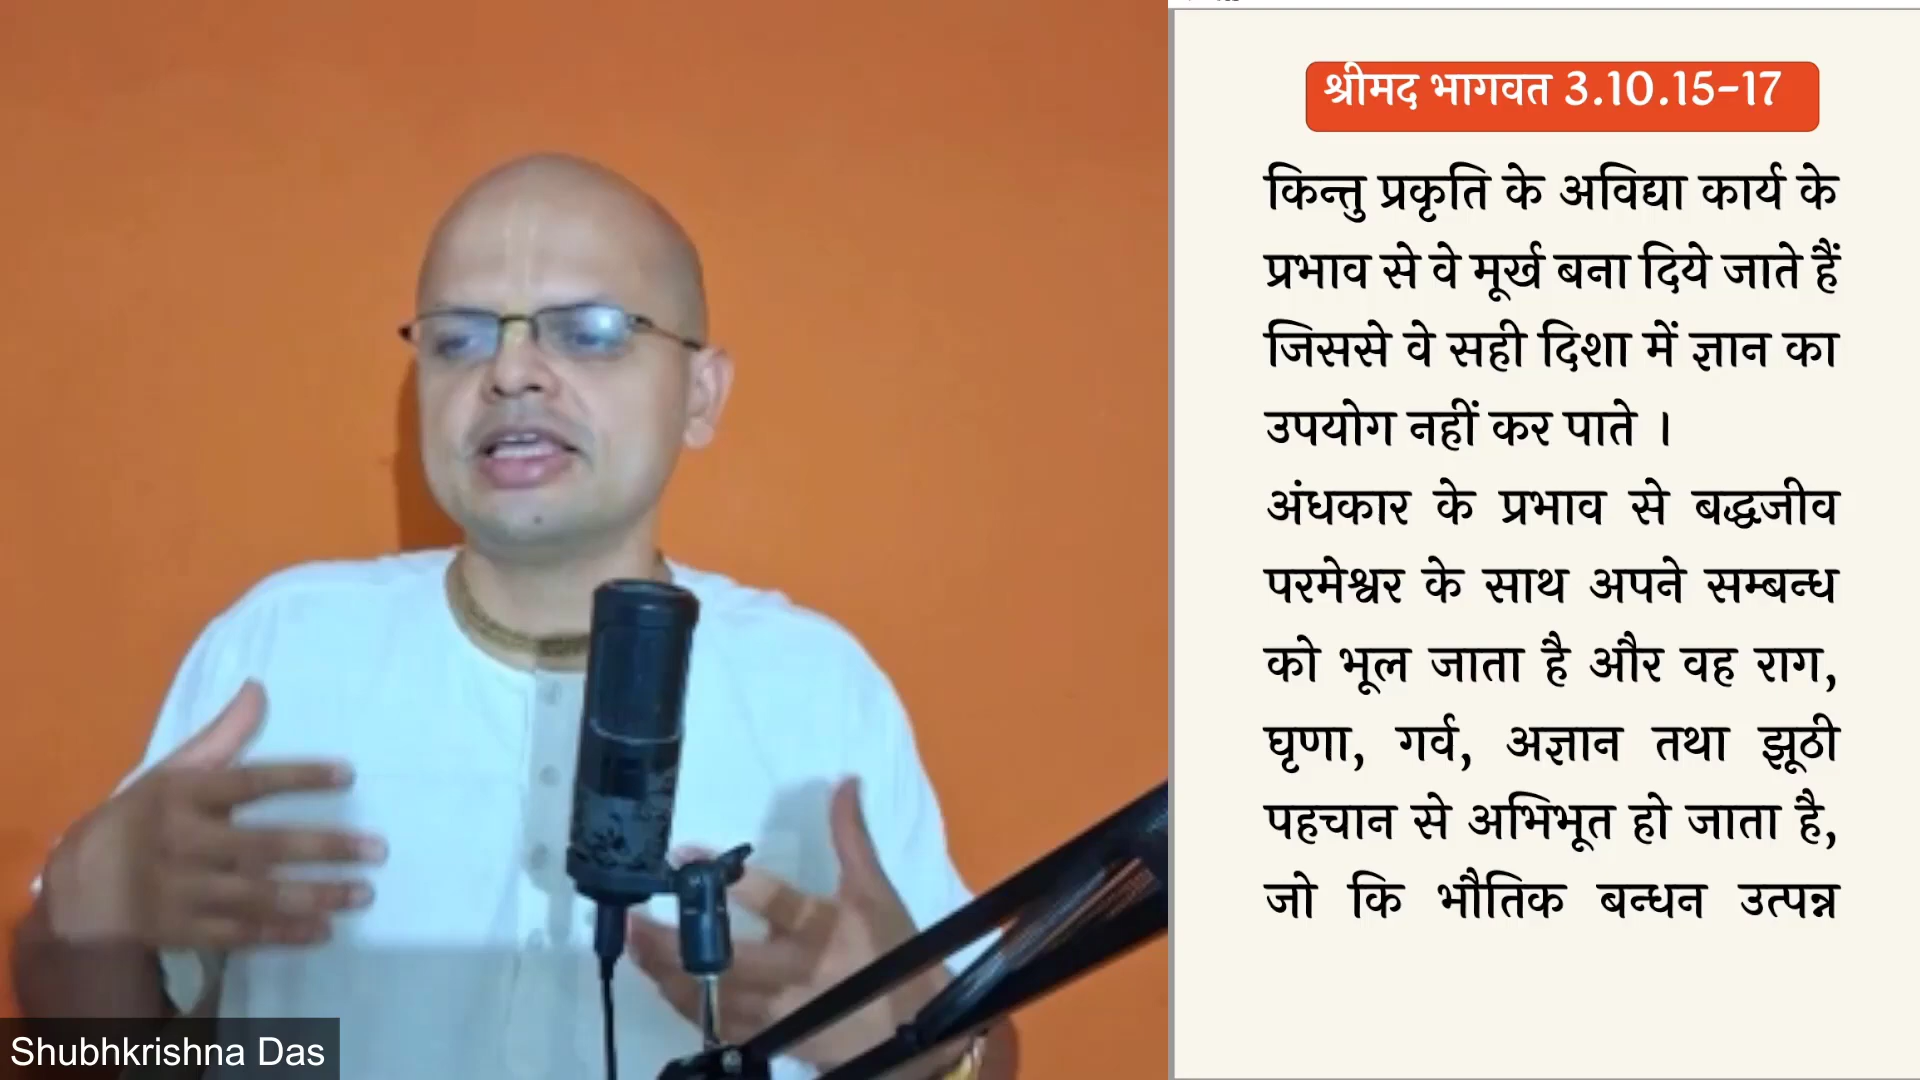 श्रीमद भागवत 3.10.15-17
किन्तु प्रकृति के अविद्या कार्य के
प्रभाव से वे मूर्ख बना दिये जाते हैं
जिससे वे सही दिशा में ज्ञान का
उपयोग नहीं कर पाते ।
अंधकार के प्रभाव से बद्धजीव
परमेश्वर के साथ अपने सम्बन्ध
को भूल जाता है और वह राग,
घृणा, गर्व, अज्ञान तथा झूठी
पहचान से अभिभूत हो जाता है,
जो कि भौतिक बन्धन उत्पन्न
Shubhkrishna Das